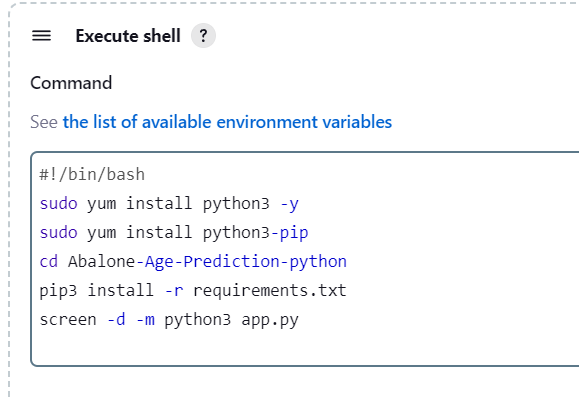 Execute shell ?
Command
See the list of available environment variables
#!/bin/bash
sudo yum install python3 -y
sudo yum install python3-pip
cd Abalone-Age-Prediction-python
pip3 install -r requirements.txt
screen -d -m python3 app.py